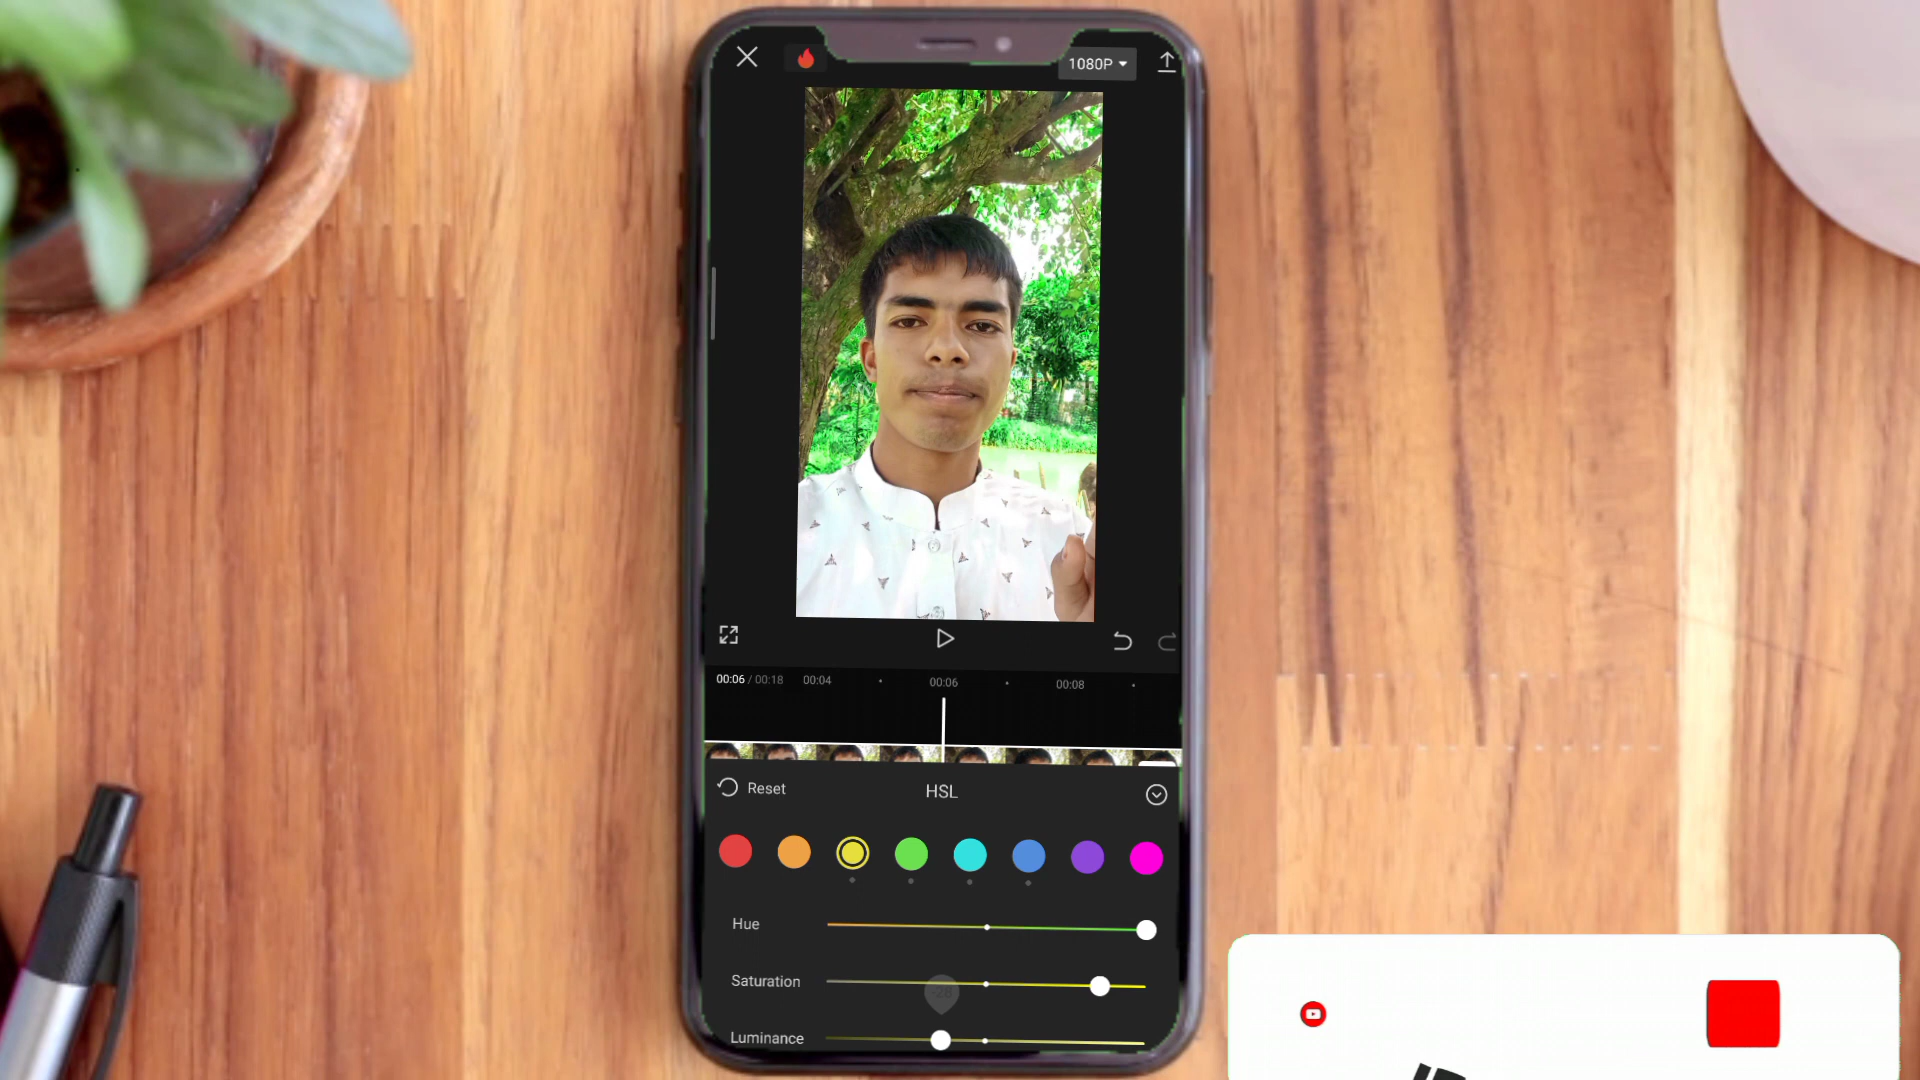 1080P
00:06 / 00:18 00:04 00:06 00:08
Reset HSL
Hue
Saturation
Luminance